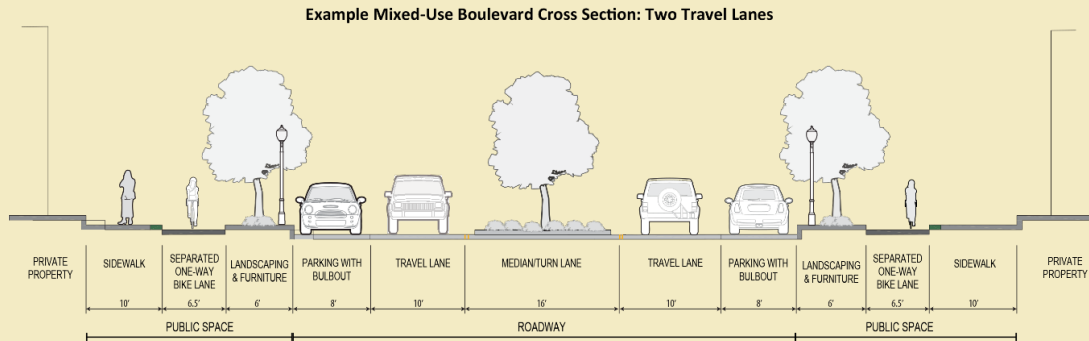 Example Mixed-Use Boulevard Cross Section: Two Travel Lanes
PRIVATE
PROPERTY
SIDEWALK
10'
SEPARATED
ONE-WAY
BIKE LANE
6.5'
LANDSCAPING
& FURNITURE
6'
PARKING WITH
BULBOUT
8'
TRAVEL LANE
10'
MEDIAN/TURN LANE
16'
TRAVEL LANE
10'
PARKING WITH
BULBOUT
8'
LANDSCAPING
& FURNITURE
6'
SEPARATED
ONE-WAY
BIKE LANE
6.5'
SIDEWALK
10'
PRIVATE
PROPERTY
PUBLIC SPACE
ROADWAY
PUBLIC SPACE